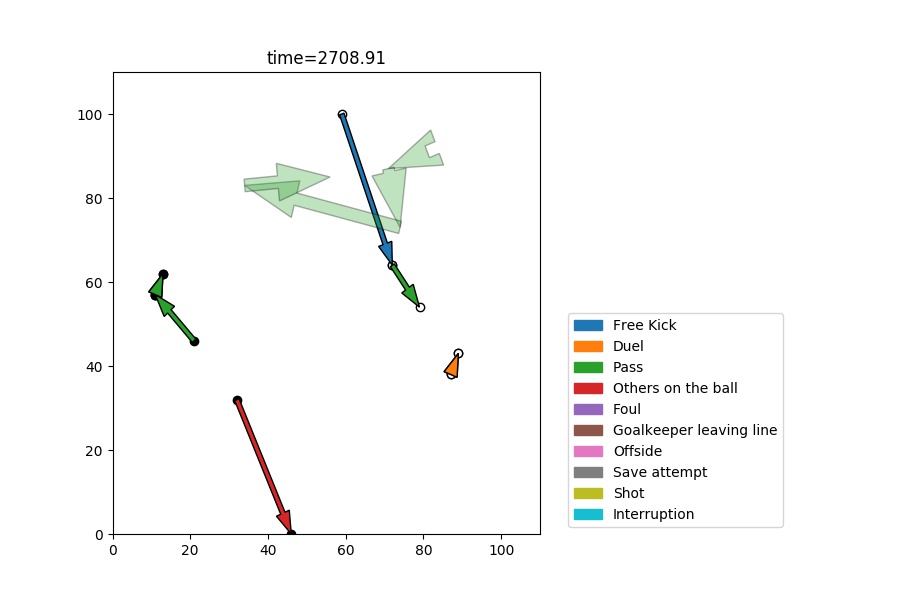 time=2708.91
100
80
60
40
20
0
0 20 40 60 80 100
Free Kick
Duel
Pass
Others on the ball
Foul
Goalkeeper leaving line
Offside
Save attempt
Shot
Interruption